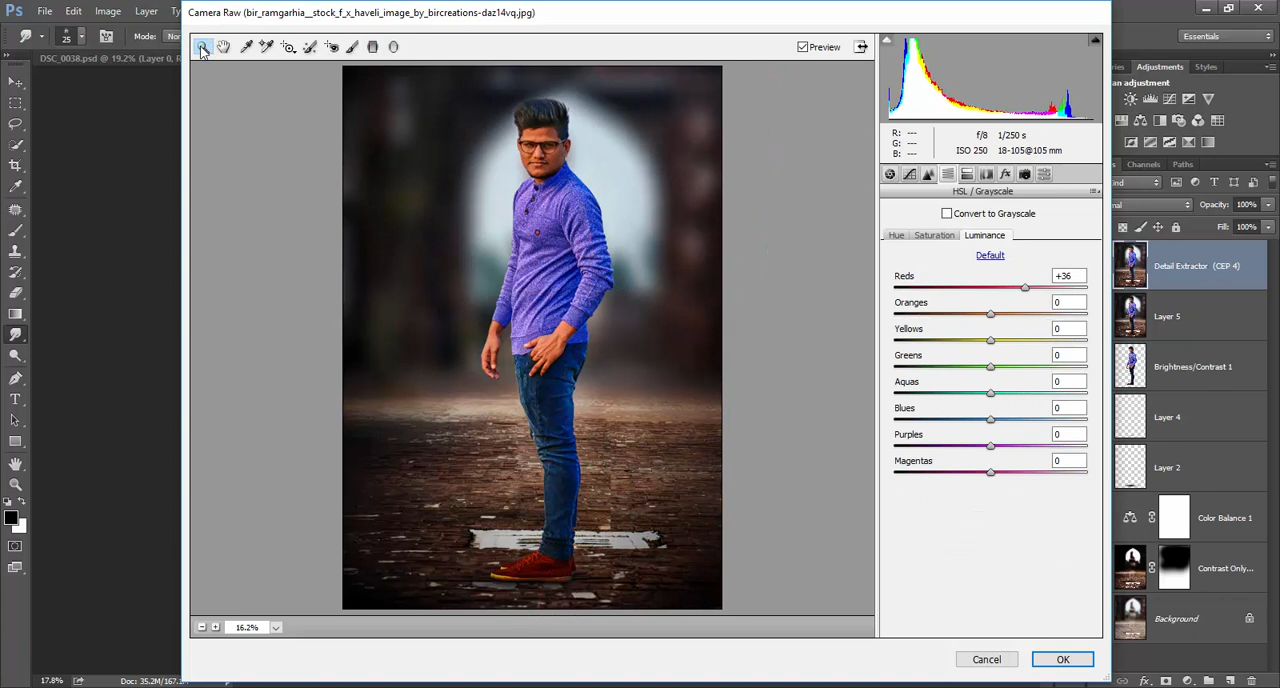 Ps File Edit Image Layer
Camera Raw (bir_ramgarhia__stock_f_x_haveli_image_by_bircreations-daz14vq.jpg)
25 Mode:
Essentials
DSC_0038.psd @ 19.2% (Layer 0,
Preview
Adjustments Styles
an adjustment
R: ---
G: ---
B: ---
f/8 1/250 s
ISO 250 18-105@105 mm
Channels Paths
HSL / Grayscale
Opacity: 100%
Convert to Grayscale
Fill: 100%
Hue Saturation Luminance
Default
Reds +36
Oranges 0
Yellows 0
Greens 0
Aquas 0
Blues 0
Purples 0
Magentas 0
Detail Extractor (CEP 4)
Layer 5
Brightness/Contrast 1
Layer 4
Layer 2
Color Balance 1
Contrast Only...
Background
16.2%
Cancel OK
17.8% Doc: 35.2M/167.